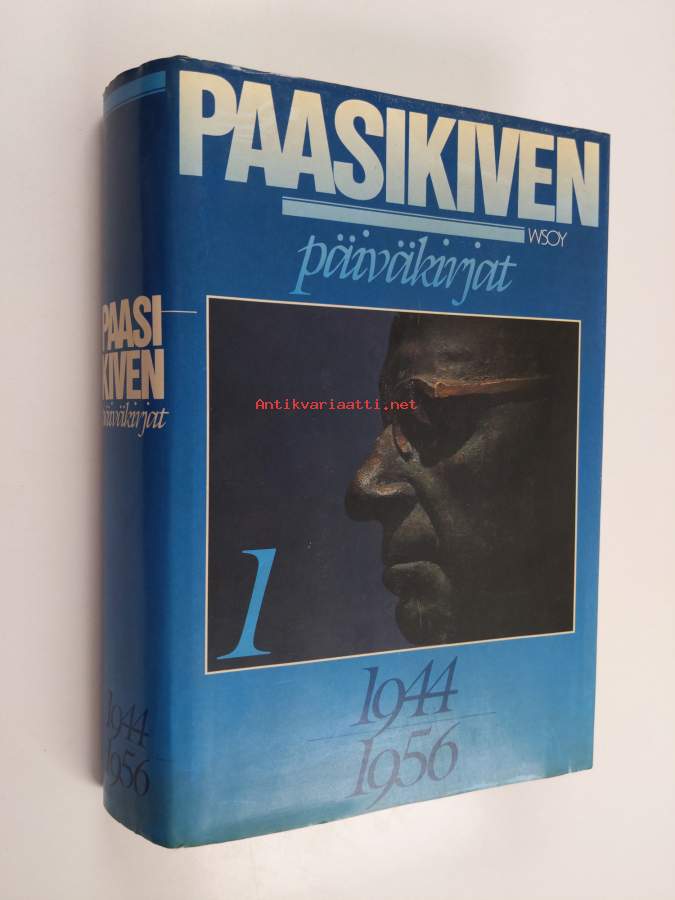 PAASIKIVEN
WSOY
päiväkirjat
Antikvariaatti.net
1
1944
1956
PAASI
KIVEN
päiväkirjat
1944
1956